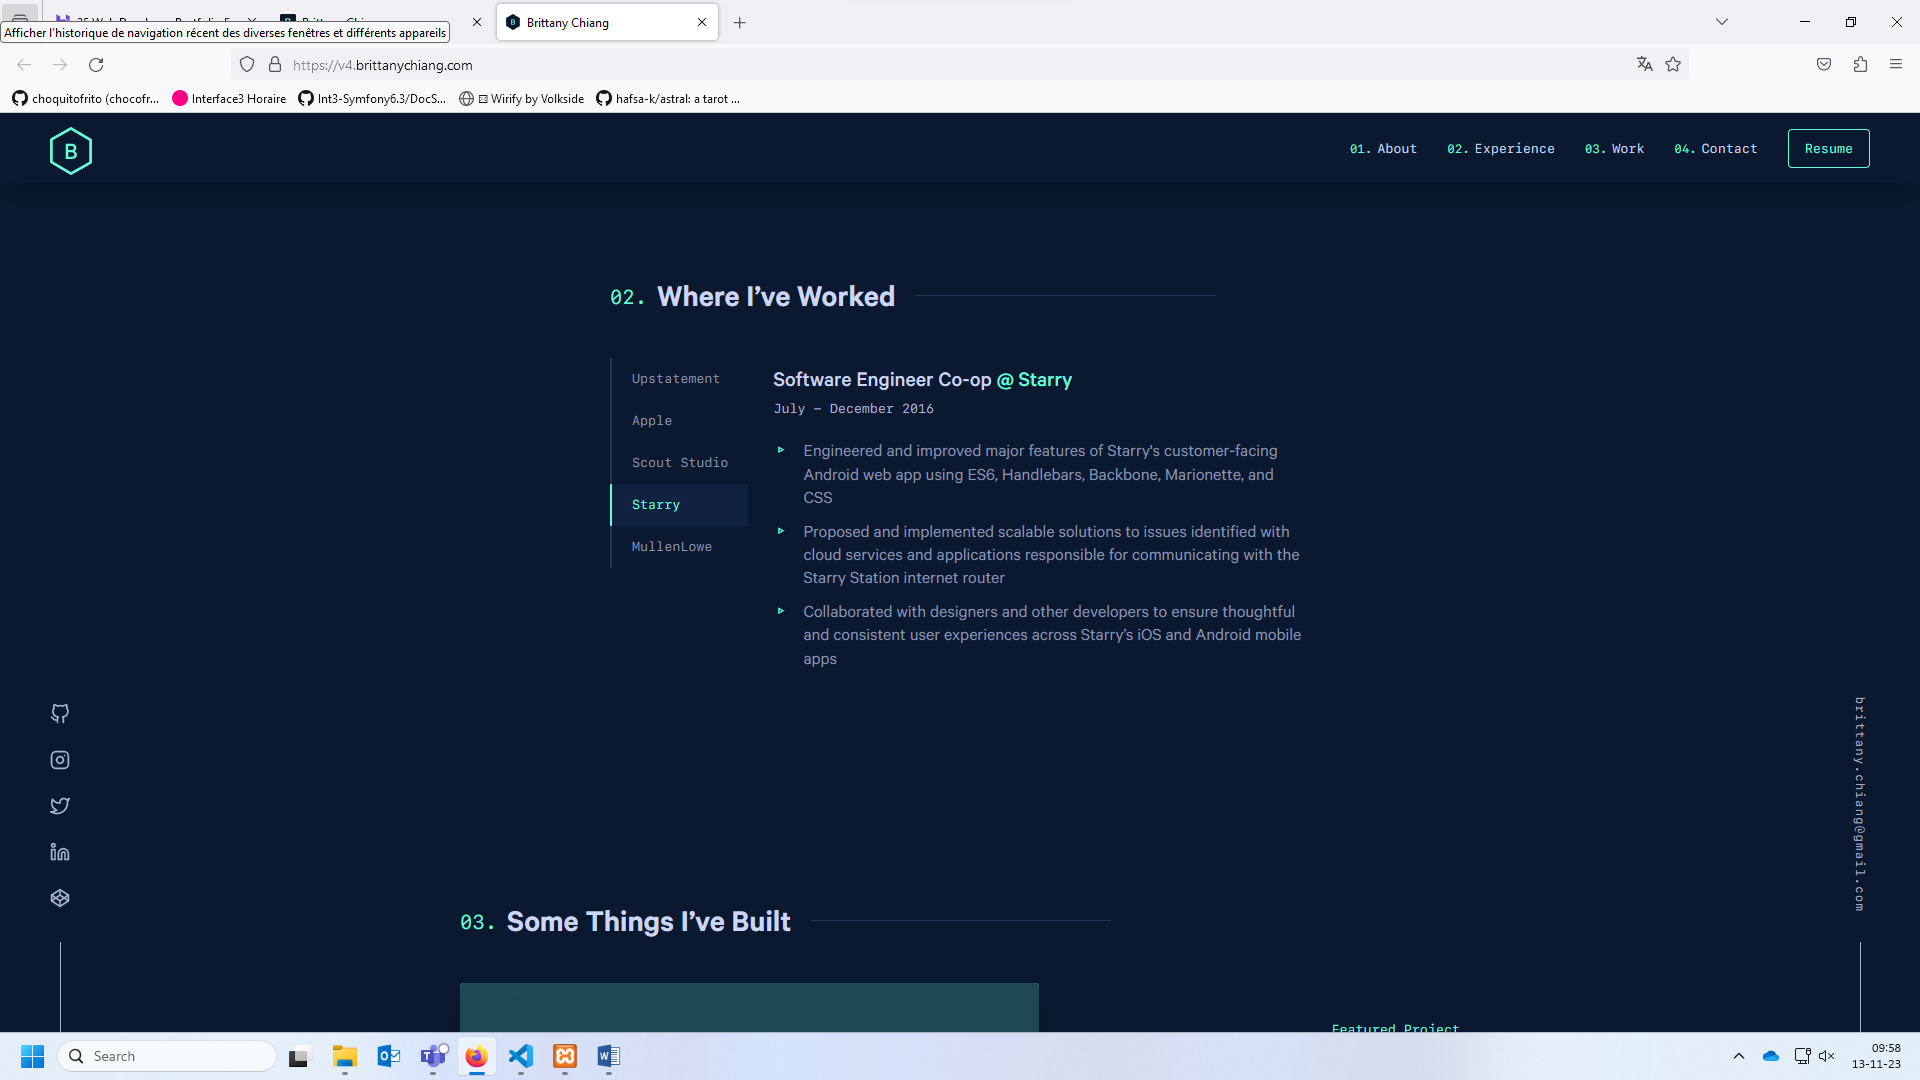 Brittany Chiang
Afficher l'historique de navigation récent des diverses fenêtres et différents appareils
https://v4.brittanychiang.com
choquitofrito (chocofr...
Interface3 Horaire
Int3-Symfony6.3/DocS...
Wirify by Volkside
hafsa-k/astral: a tarot ...
B
01. About
02. Experience
03. Work
04. Contact
Resume
02. Where I’ve Worked
Upstatement
Apple
Scout Studio
Starry
MullenLowe
Software Engineer Co-op @ Starry
July – December 2016
Engineered and improved major features of Starry's customer-facing
Android web app using ES6, Handlebars, Backbone, Marionette, and
CSS
Proposed and implemented scalable solutions to issues identified with
cloud services and applications responsible for communicating with the
Starry Station internet router
Collaborated with designers and other developers to ensure thoughtful
and consistent user experiences across Starry’s iOS and Android mobile
apps
brittany.chiang@gmail.com
03. Some Things I’ve Built
Featured Project
Search
09:58
13-11-23